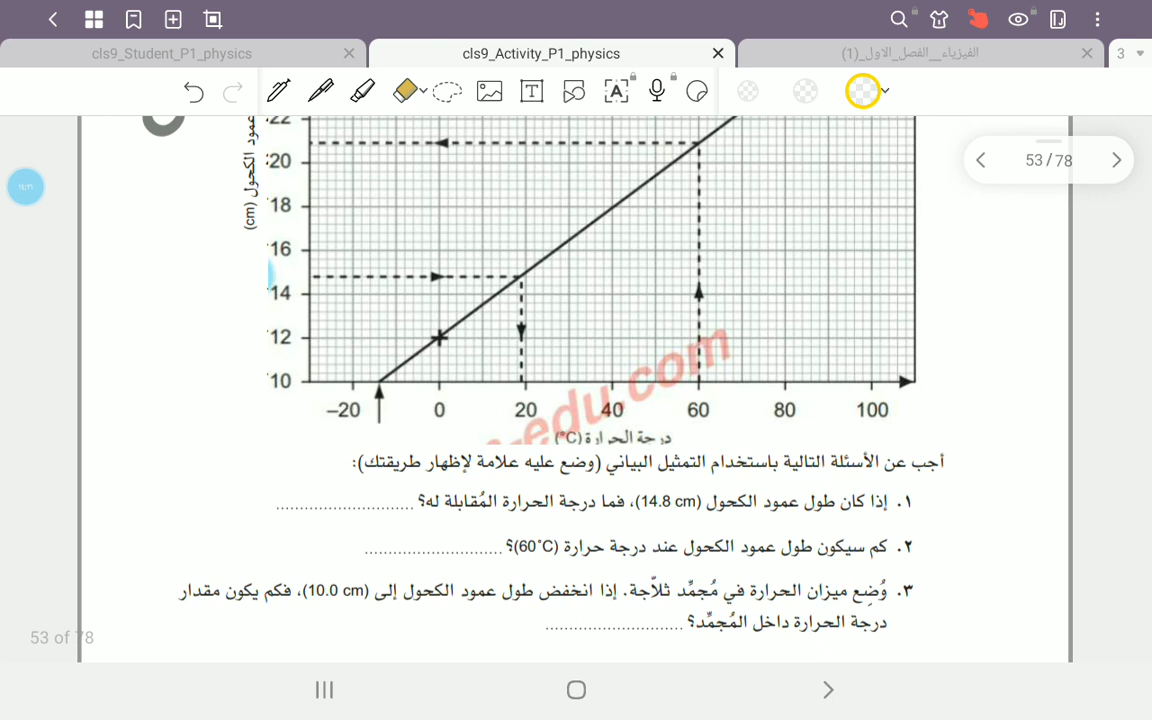 cls9_Student_P1_physics
cls9_Activity_P1_physics
الفيزياء__الفصل_الاول_(1)
3
53/78
عمود الكحول (cm)
22
20
18
16
14
12
10
–20 0 20 40 60 80 100
درجة الحرارة (°C)
-edu.com
أجب عن الأسئلة التالية باستخدام التمثيل البياني (وضع عليه علامة لإظهار طريقتك):
١. إذا كان طول عمود الكحول (14.8 cm)، فما درجة الحرارة المُقابلة له؟ ............................
٢. كم سيكون طول عمود الكحول عند درجة حرارة (60°C)؟ ............................
٣. وُضِع ميزان الحرارة في مُجمِّد ثلاّجة. إذا انخفض طول عمود الكحول إلى (10.0 cm)، فكم يكون مقدار
درجة الحرارة داخل المُجمِّد؟ ............................
53 of 78